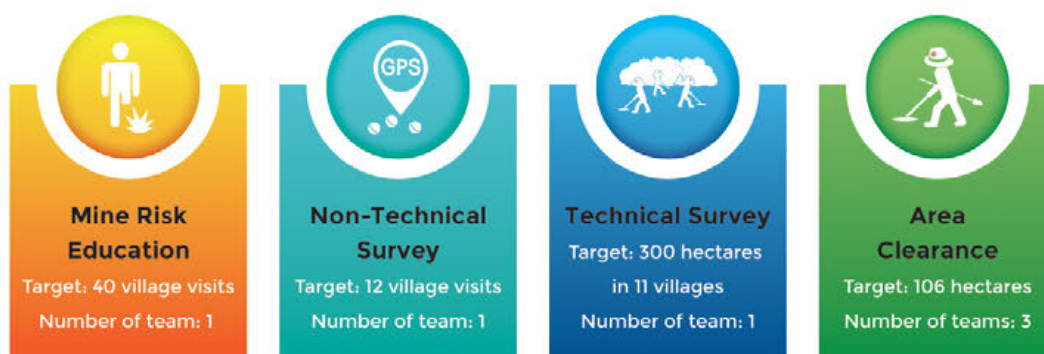 Mine Risk
Education
Target: 40 village visits
Number of team: 1
GPS
Non-Technical
Survey
Target: 12 village visits
Number of team: 1
Technical Survey
Target: 300 hectares
in 11 villages
Number of team: 1
Area
Clearance
Target: 106 hectares
Number of teams: 3